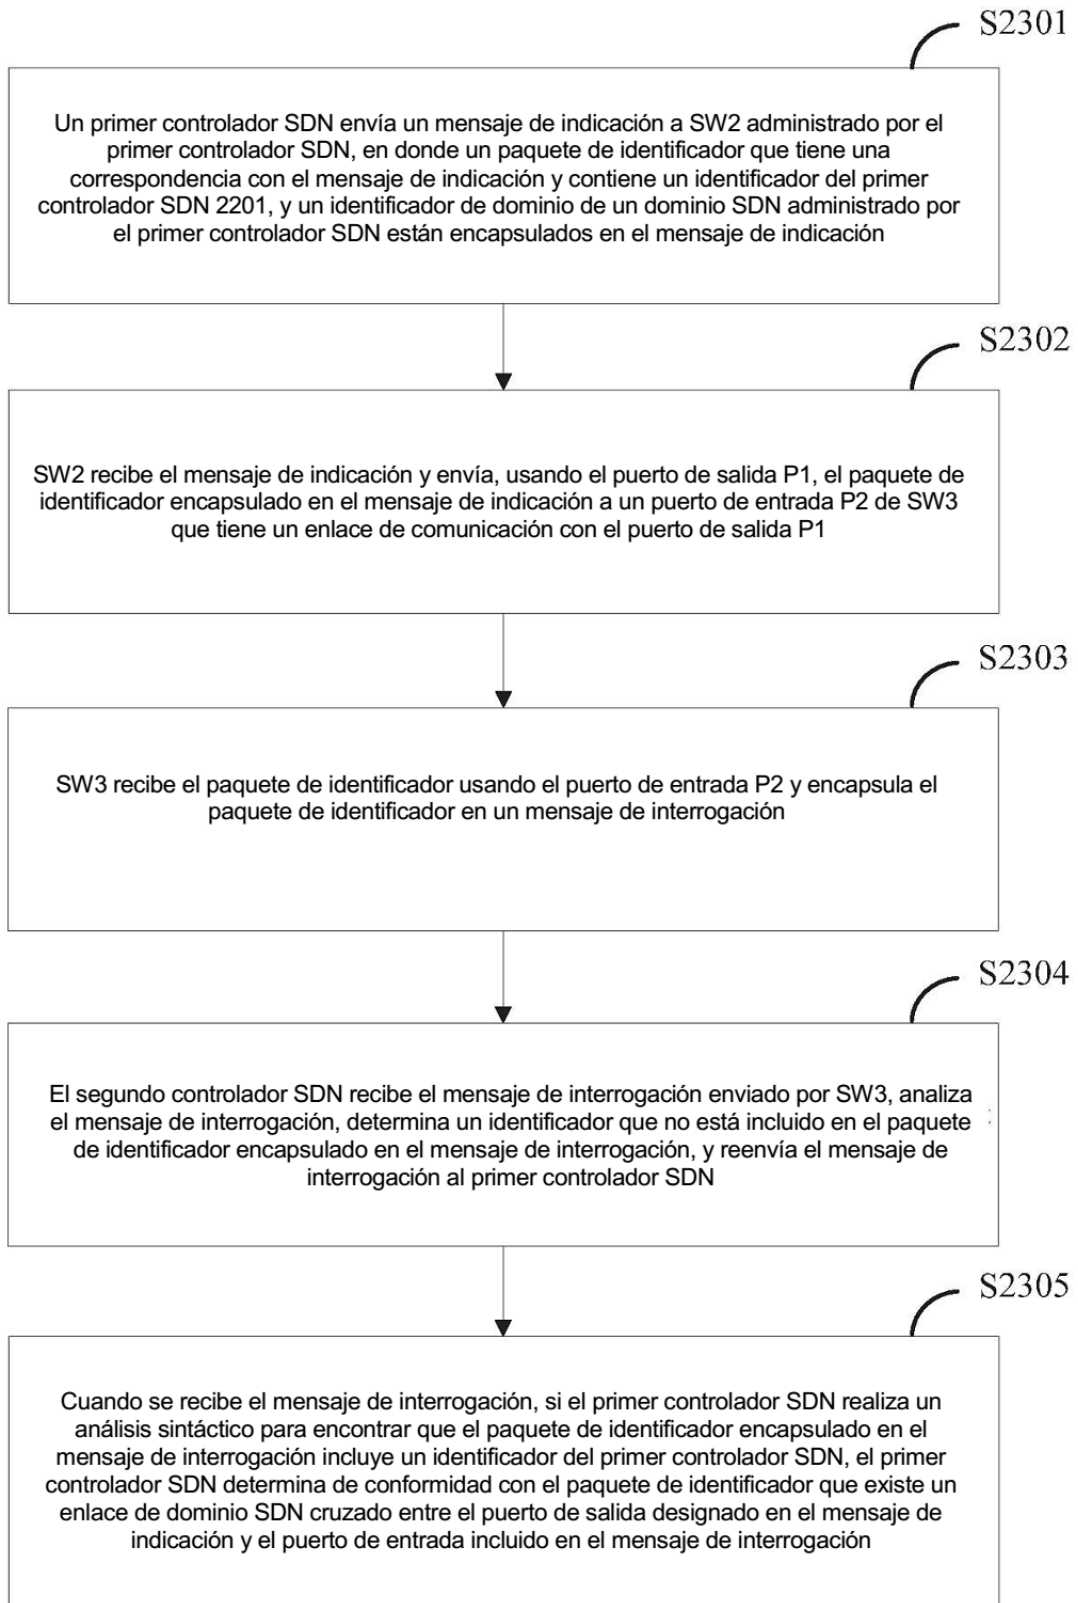 S2301
Un primer controlador SDN envía un mensaje de indicación a SW2 administrado por el
primer controlador SDN, en donde un paquete de identificador que tiene una
correspondencia con el mensaje de indicación y contiene un identificador del primer
controlador SDN 2201, y un identificador de dominio de un dominio SDN administrado por
el primer controlador SDN están encapsulados en el mensaje de indicación
S2302
SW2 recibe el mensaje de indicación y envía, usando el puerto de salida P1, el paquete de
identificador encapsulado en el mensaje de indicación a un puerto de entrada P2 de SW3
que tiene un enlace de comunicación con el puerto de salida P1
S2303
SW3 recibe el paquete de identificador usando el puerto de entrada P2 y encapsula el
paquete de identificador en un mensaje de interrogación
S2304
El segundo controlador SDN recibe el mensaje de interrogación enviado por SW3, analiza
el mensaje de interrogación, determina un identificador que no está incluido en el paquete
de identificador encapsulado en el mensaje de interrogación, y reenvía el mensaje de
interrogación al primer controlador SDN
S2305
Cuando se recibe el mensaje de interrogación, si el primer controlador SDN realiza un
análisis sintáctico para encontrar que el paquete de identificador encapsulado en el
mensaje de interrogación incluye un identificador del primer controlador SDN, el primer
controlador SDN determina de conformidad con el paquete de identificador que existe un
enlace de dominio SDN cruzado entre el puerto de salida designado en el mensaje de
indicación y el puerto de entrada incluido en el mensaje de interrogación